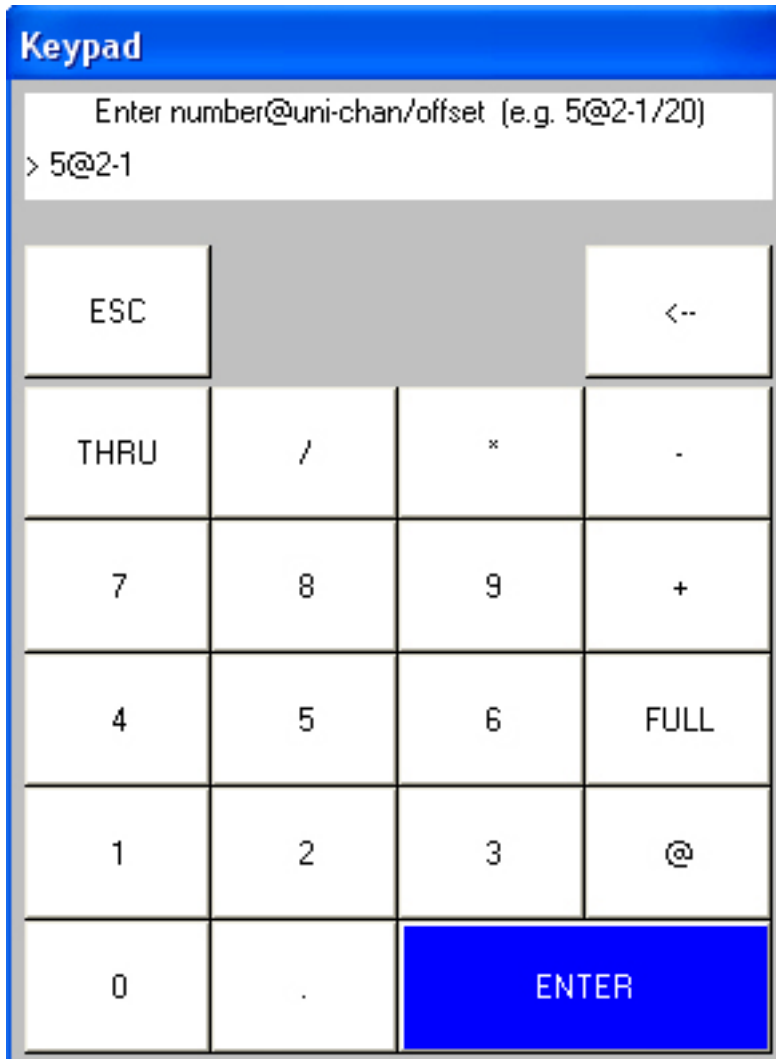 Keypad
Enter number@uni-chan/offset (e.g. 5@2-1/20)
> 5@2-1
ESC <--
THRU / * -
7 8 9 +
4 5 6 FULL
1 2 3 @
0 . ENTER